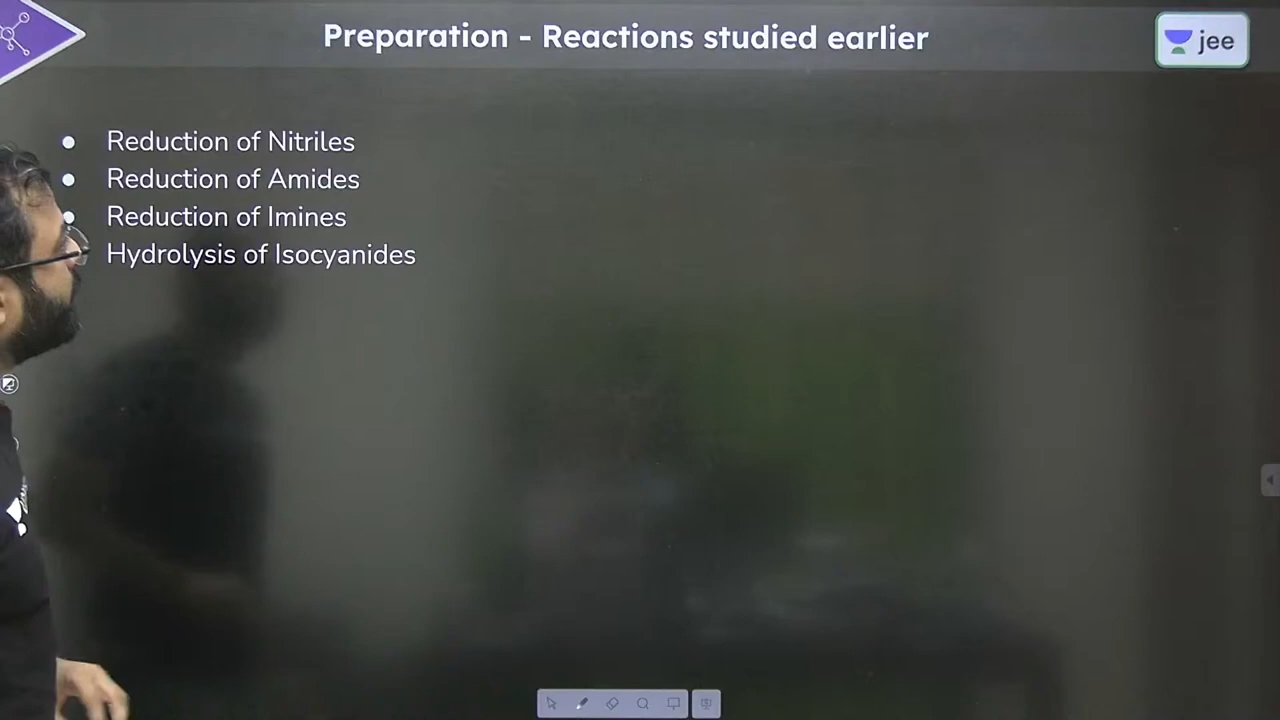 Preparation - Reactions studied earlier
jee
• Reduction of Nitriles
• Reduction of Amides
• Reduction of Imines
Hydrolysis of Isocyanides